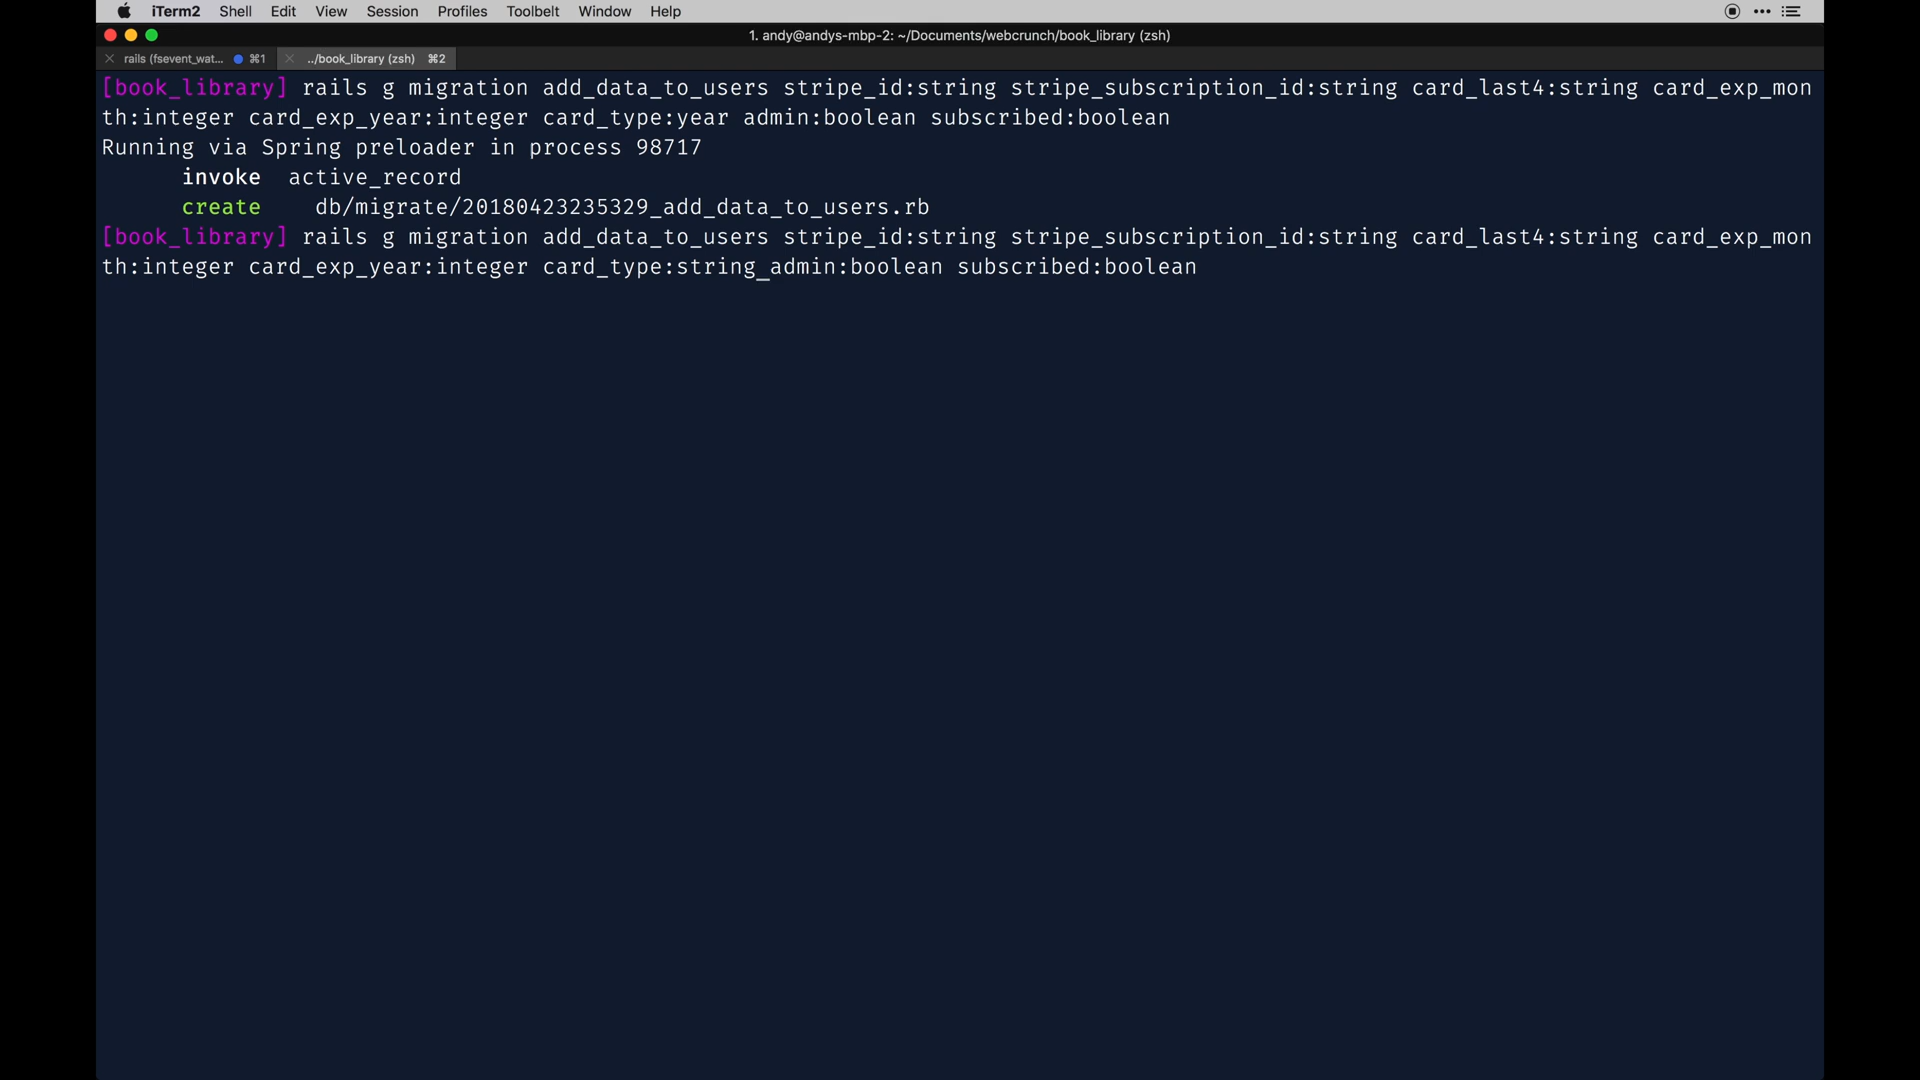 iTerm2 Shell Edit View Session Profiles Toolbelt Window Help
1. andy@andys-mbp-2: ~/Documents/webcrunch/book_library (zsh)
rails (fsevent_wat... ⌘1 ../book_library (zsh) ⌘2
[book_library] rails g migration add_data_to_users stripe_id:string stripe_subscription_id:string card_last4:string card_exp_mon
th:integer card_exp_year:integer card_type:year admin:boolean subscribed:boolean
Running via Spring preloader in process 98717
invoke active_record
create db/migrate/20180423235329_add_data_to_users.rb
[book_library] rails g migration add_data_to_users stripe_id:string stripe_subscription_id:string card_last4:string card_exp_mon
th:integer card_exp_year:integer card_type:string_admin:boolean subscribed:boolean